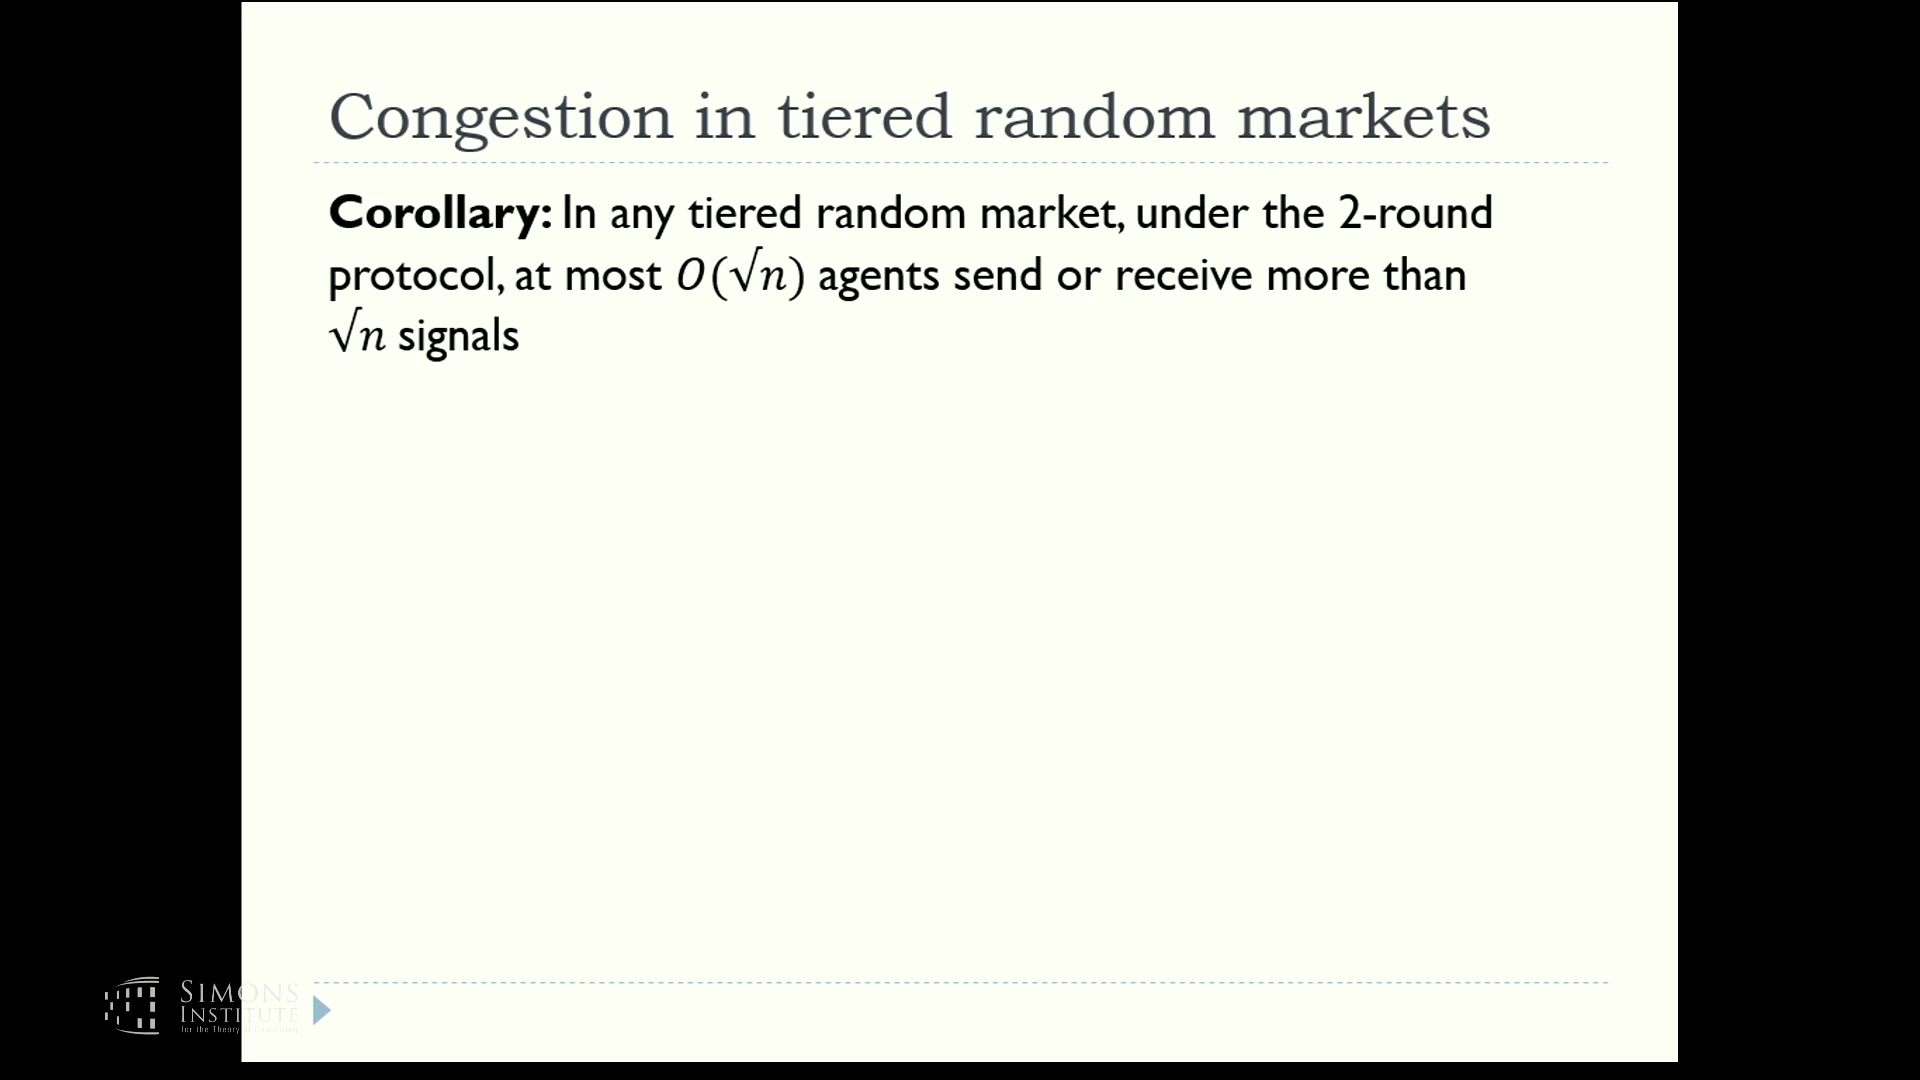 Congestion in tiered random markets
Corollary: In any tiered random market, under the 2-round
protocol, at most O(√n) agents send or receive more than
√n signals
SIMONS
INSTITUTE
for the Theory of Computing